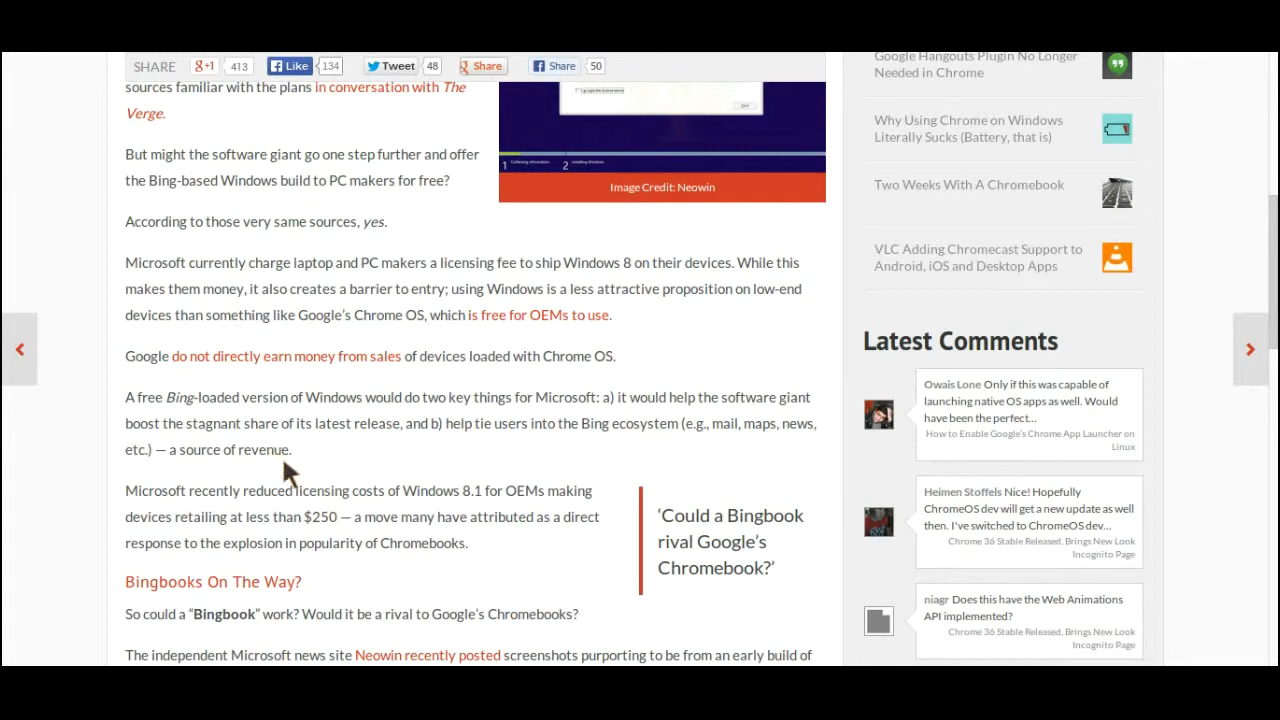 SHARE +1 413 Like 134 Tweet 48 Share Share 50
sources familiar with the plans in conversation with The
Verge.
But might the software giant go one step further and offer
the Bing-based Windows build to PC makers for free?
According to those very same sources, yes.
1 Collecting information... 2 Installing Windows
Image Credit: Neowin
Microsoft currently charge laptop and PC makers a licensing fee to ship Windows 8 on their devices. While this
makes them money, it also creates a barrier to entry; using Windows is a less attractive proposition on low-end
devices than something like Google's Chrome OS, which is free for OEMs to use.
Google do not directly earn money from sales of devices loaded with Chrome OS.
A free Bing-loaded version of Windows would do two key things for Microsoft: a) it would help the software giant
boost the stagnant share of its latest release, and b) help tie users into the Bing ecosystem (e.g., mail, maps, news,
etc.) — a source of revenue.
Microsoft recently reduced licensing costs of Windows 8.1 for OEMs making
devices retailing at less than $250 — a move many have attributed as a direct
response to the explosion in popularity of Chromebooks.
'Could a Bingbook
rival Google's
Chromebook?'
Bingbooks On The Way?
So could a "Bingbook" work? Would it be a rival to Google's Chromebooks?
The independent Microsoft news site Neowin recently posted screenshots purporting to be from an early build of
Google Hangouts Plugin No Longer
Needed in Chrome
Why Using Chrome on Windows
Literally Sucks (Battery, that is)
Two Weeks With A Chromebook
VLC Adding Chromecast Support to
Android, iOS and Desktop Apps
Latest Comments
Owais Lone Only if this was capable of
launching native OS apps as well. Would
have been the perfect...
How to Enable Google's Chrome App Launcher on
Linux
Heimen Stoffels Nice! Hopefully
ChromeOS dev will get a new update as well
then. I've switched to ChromeOS dev...
Chrome 36 Stable Released, Brings New Look
Incognito Page
niagr Does this have the Web Animations
API implemented?
Chrome 36 Stable Released, Brings New Look
Incognito Page